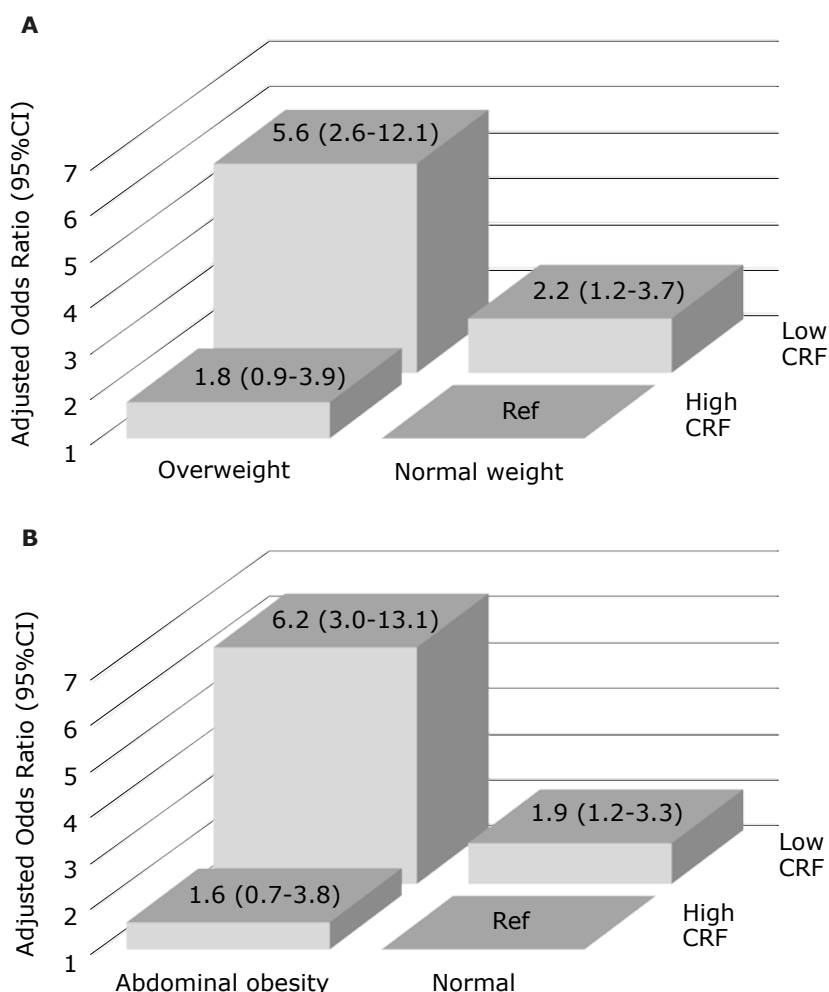 A
Adjusted Odds Ratio (95%CI)
7
6
5
4
3
2
1
5.6 (2.6-12.1)
2.2 (1.2-3.7)
1.8 (0.9-3.9)
Ref
Low
CRF
High
CRF
Overweight
Normal weight
B
Adjusted Odds Ratio (95%CI)
7
6
5
4
3
2
1
6.2 (3.0-13.1)
1.9 (1.2-3.3)
1.6 (0.7-3.8)
Ref
Low
CRF
High
CRF
Abdominal obesity
Normal